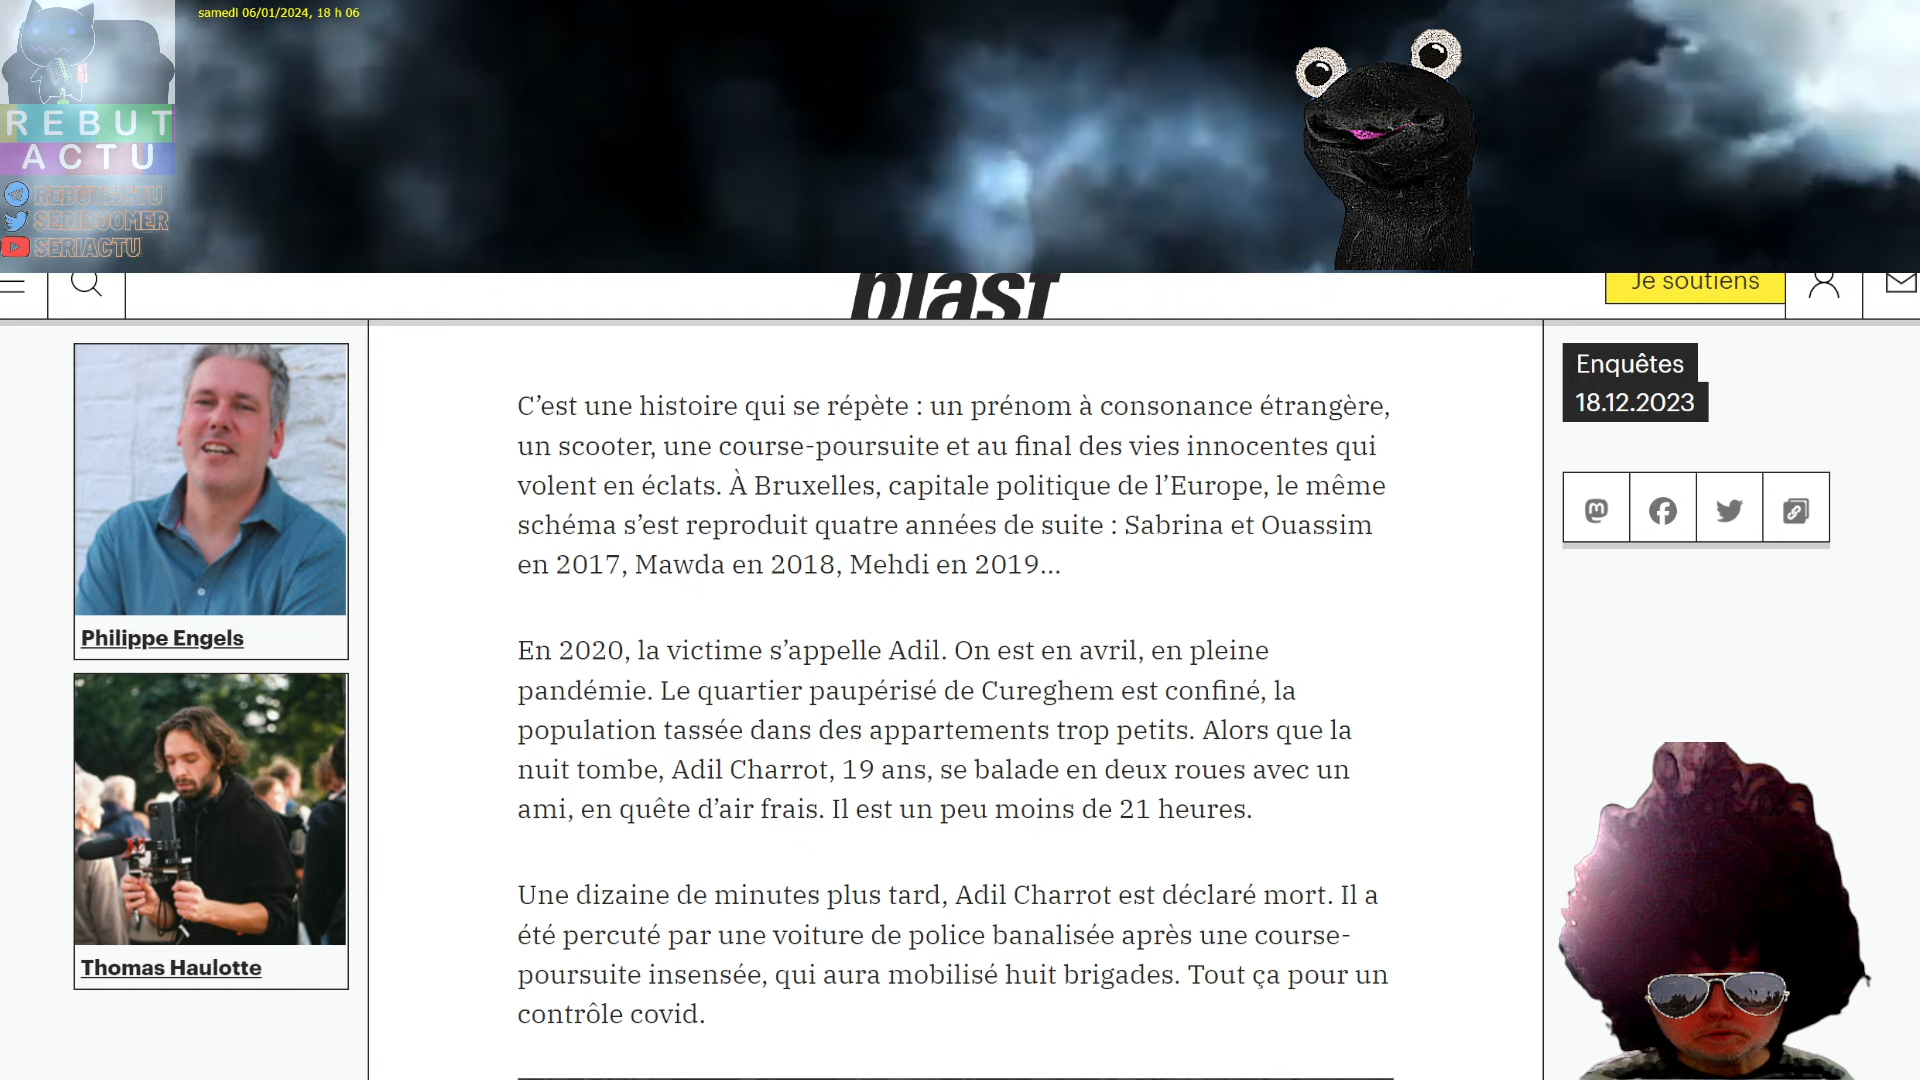 samedi 06/01/2024, 18 h 06
REBUT
ACTU
REBUTACTU
SERIBOOMER
SERIACTU
blast
Je soutiens
Philippe Engels
Thomas Haulotte
C’est une histoire qui se répète : un prénom à consonance étrangère,
un scooter, une course-poursuite et au final des vies innocentes qui
volent en éclats. À Bruxelles, capitale politique de l’Europe, le même
schéma s’est reproduit quatre années de suite : Sabrina et Ouassim
en 2017, Mawda en 2018, Mehdi en 2019…
En 2020, la victime s’appelle Adil. On est en avril, en pleine
pandémie. Le quartier paupérisé de Cureghem est confiné, la
population tassée dans des appartements trop petits. Alors que la
nuit tombe, Adil Charrot, 19 ans, se balade en deux roues avec un
ami, en quête d’air frais. Il est un peu moins de 21 heures.
Une dizaine de minutes plus tard, Adil Charrot est déclaré mort. Il a
été percuté par une voiture de police banalisée après une course-
poursuite insensée, qui aura mobilisé huit brigades. Tout ça pour un
contrôle covid.
Enquêtes
18.12.2023